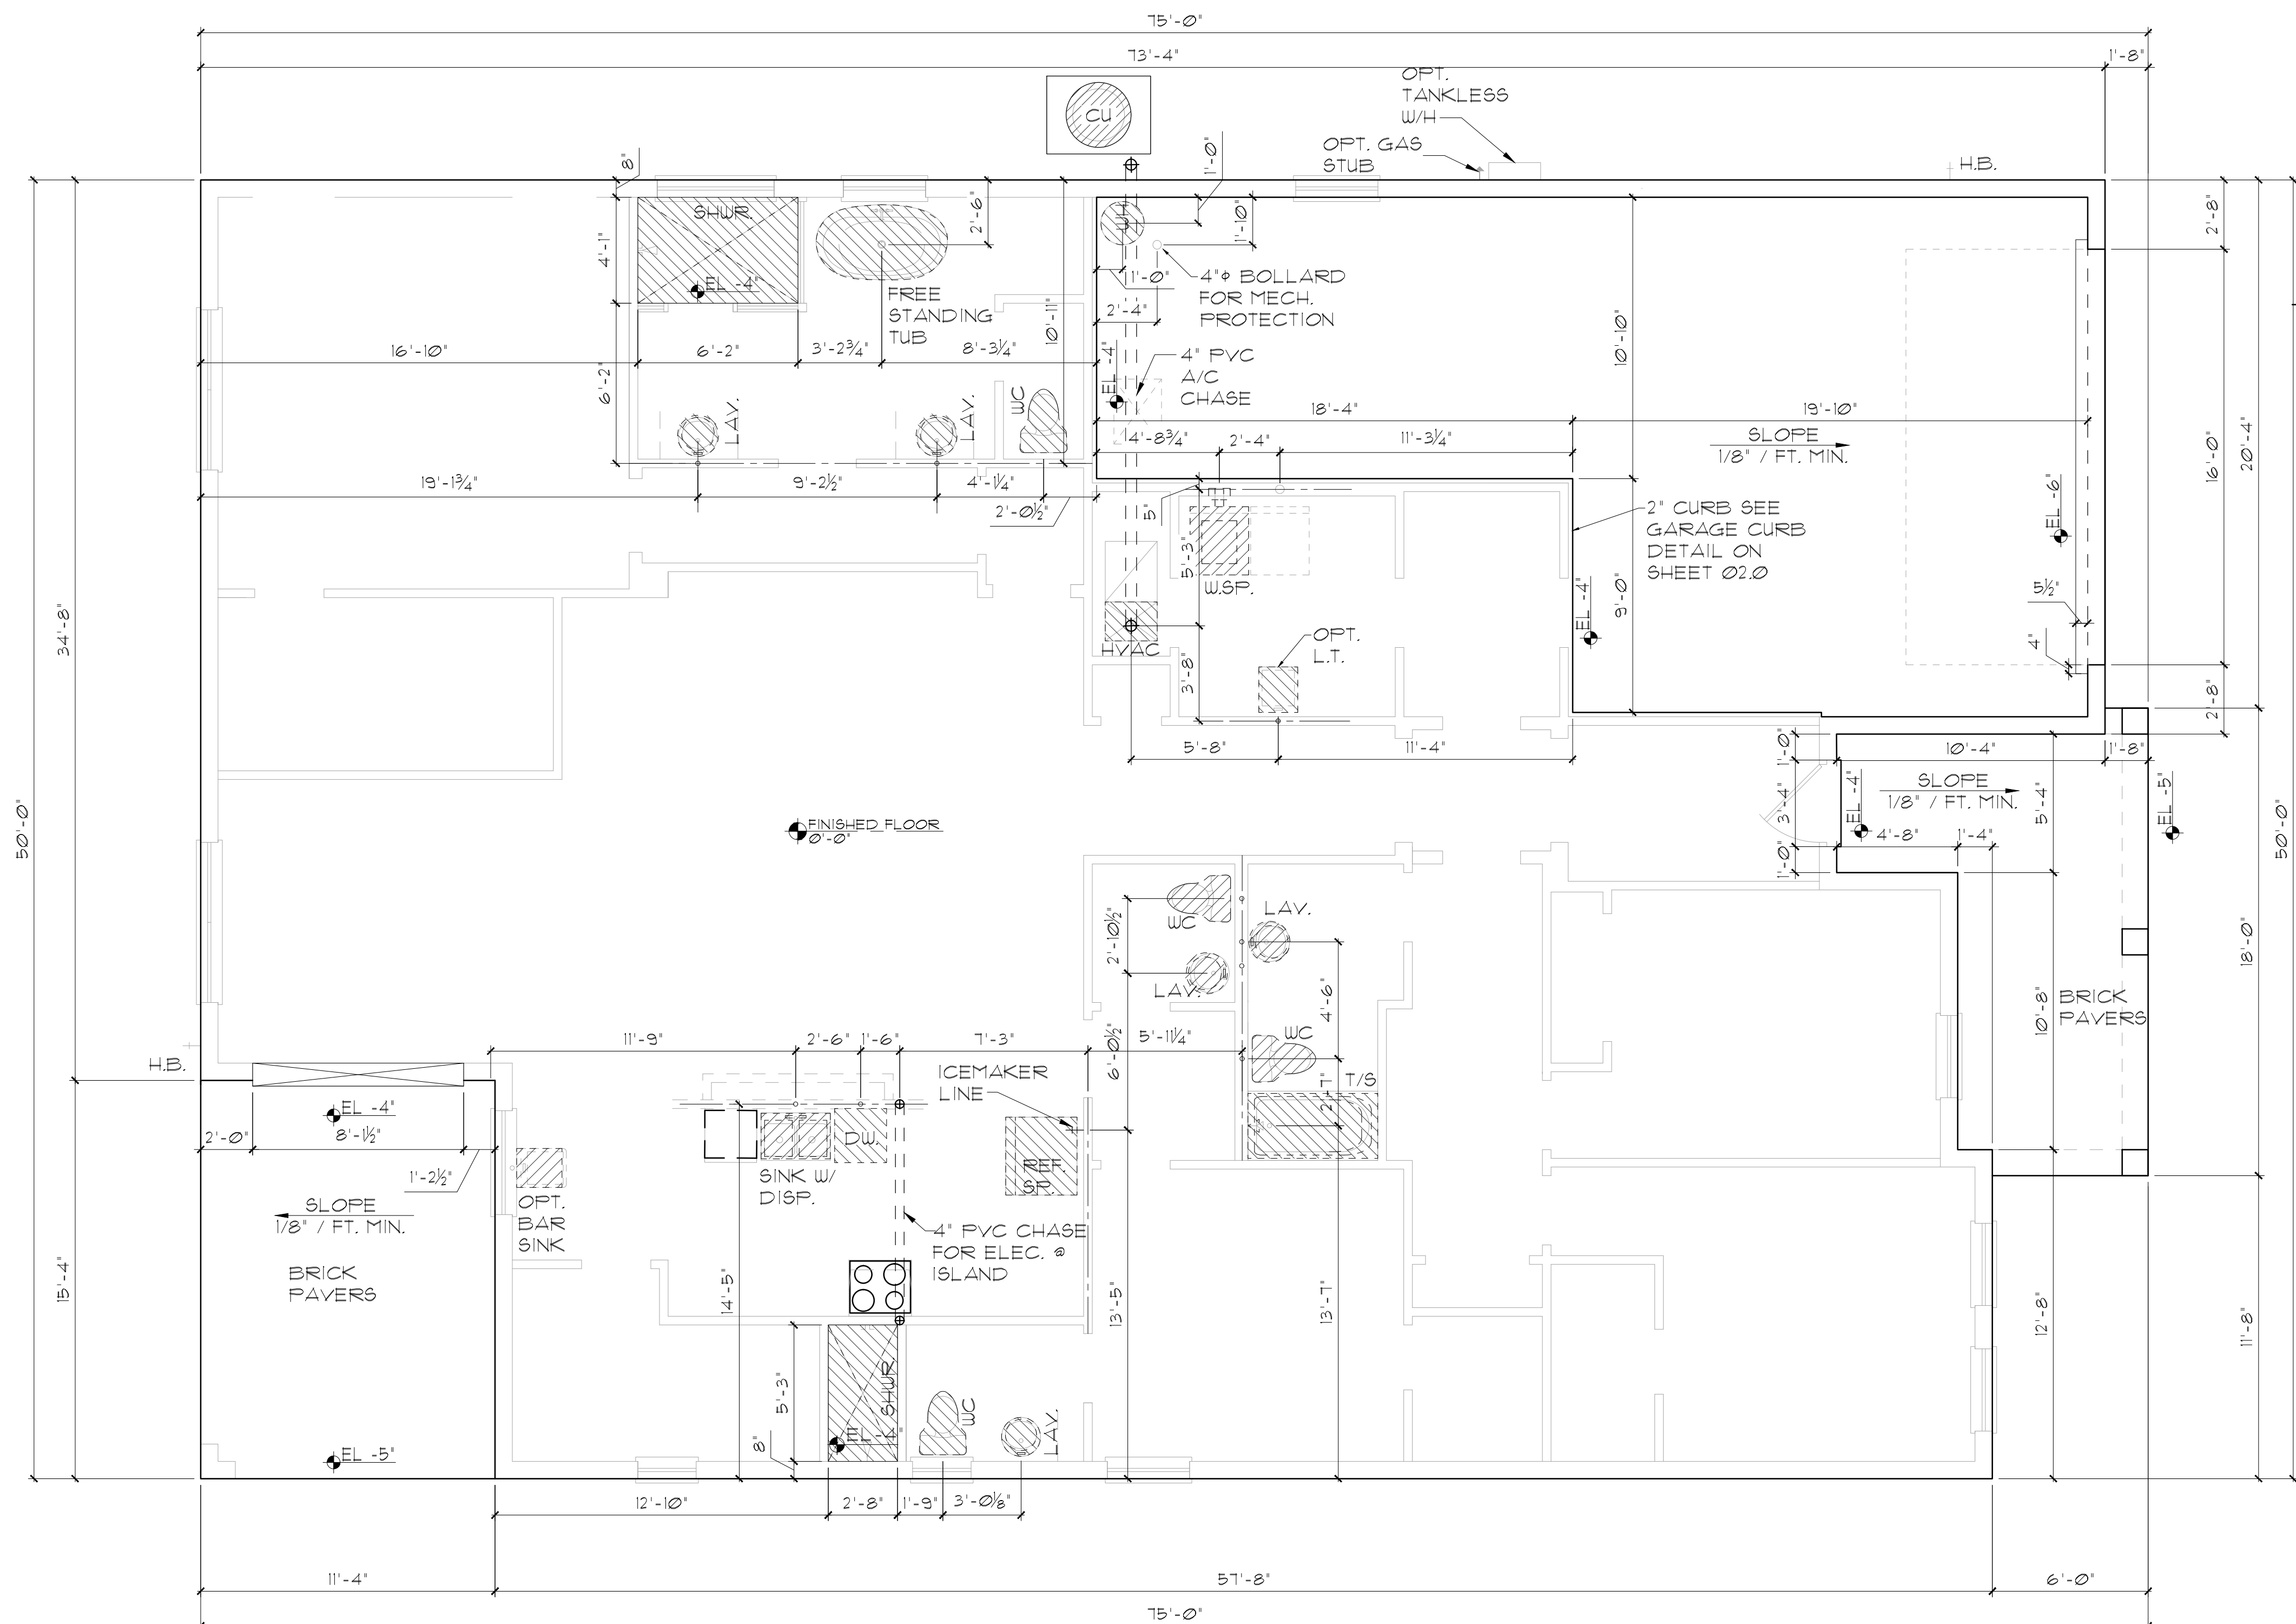 75'-0"
73'-4"
1'-8"
OPT.
TANKLESS
W/H
CU
OPT. GAS
STUB
1'-0"
8"
H.B.
SHWR.
2'-6"
WH
1'-10"
2'-8"
4'-1"
EL -4"
FREE
STANDING
TUB
10'-11"
1'-0"
2'-4"
4"Φ BOLLARD
FOR MECH.
PROTECTION
10'-10"
16'-10"
6'-2"
3'-2¾"
8'-3¼"
EL -4"
4" PVC
A/C
CHASE
6'-2"
LAV.
LAV.
WC
18'-4"
19'-10"
4'-8¾"
2'-4"
11'-3¼"
SLOPE
1/8" / FT. MIN.
16'-0"
20'-4"
19'-1¾"
9'-2½"
4'-1¼"
2'-0½"
5"
EL -6"
2" CURB SEE
GARAGE CURB
DETAIL ON
SHEET 02.0
5'-3"
W.SP.
9'-0"
EL -4"
5½"
4"
34'-8"
HVAC
OPT.
L.T.
3'-8"
2'-8"
5'-8"
11'-4"
1'-0"
10'-4"
1'-8"
SLOPE
1/8" / FT. MIN.
3'-4"
EL -4"
5'-4"
EL -5"
50'-0"
50'-0"
FINISHED FLOOR
0'-0"
4'-8"
1'-4"
1'-0"
WC
LAV.
2'-10½"
LAV.
4'-6"
18'-0"
BRICK
PAVERS
10'-8"
11'-9"
2'-6"
1'-6"
7'-3"
5'-11¼"
6'-0½"
WC
H.B.
ICEMAKER
LINE
T/S
2'-7"
EL -4"
2'-0"
8'-1½"
1'-2½"
DW.
SINK W/
DISP.
REF.
SP.
SLOPE
1/8" / FT. MIN.
OPT.
BAR
SINK
4" PVC CHASE
FOR ELEC. @
ISLAND
BRICK
PAVERS
15'-4"
14'-5"
13'-5"
13'-7"
12'-8"
11'-8"
5'-3"
SHWR.
WC
LAV.
8"
EL -4"
EL -5"
12'-10"
2'-8"
1'-9"
3'-0⅛"
11'-4"
57'-8"
6'-0"
75'-0"